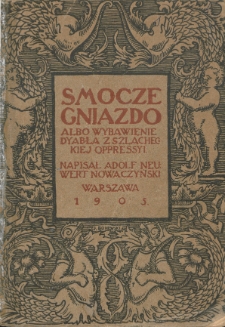 SMOCZE
GNIAZDO
ALBO WYBAWIENIE
DYABŁA Z SZLACHEC
KIEJ OPPRESSYI
NAPISAŁ ADOLF NEU
WERT NOWACZYŃSKI
WARSZAWA
1905